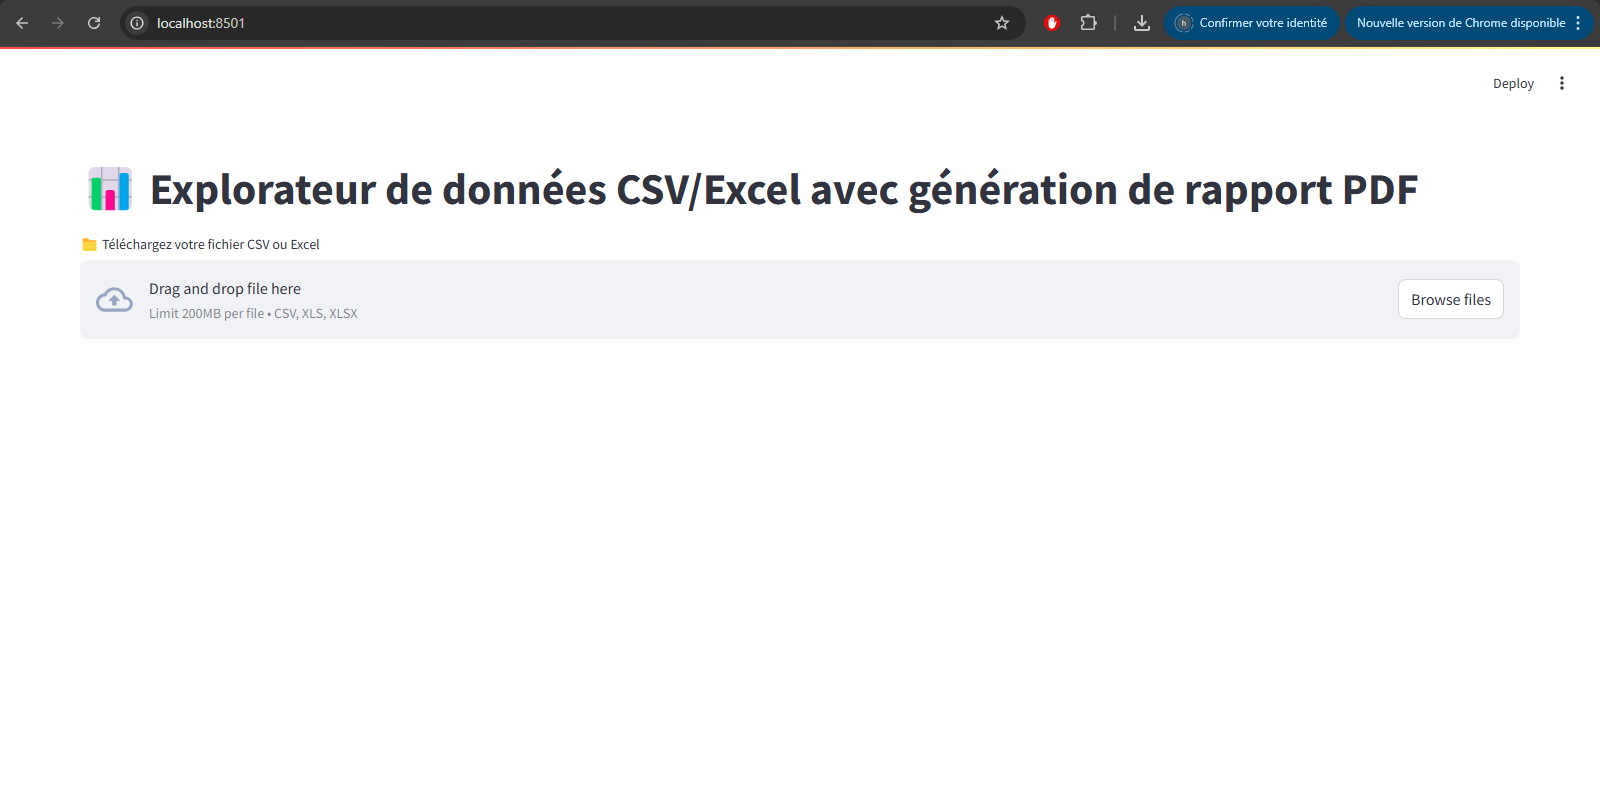 localhost:8501
Confirmer votre identité
Nouvelle version de Chrome disponible
Deploy
Explorateur de données CSV/Excel avec génération de rapport PDF
Téléchargez votre fichier CSV ou Excel
Drag and drop file here
Limit 200MB per file • CSV, XLS, XLSX
Browse files